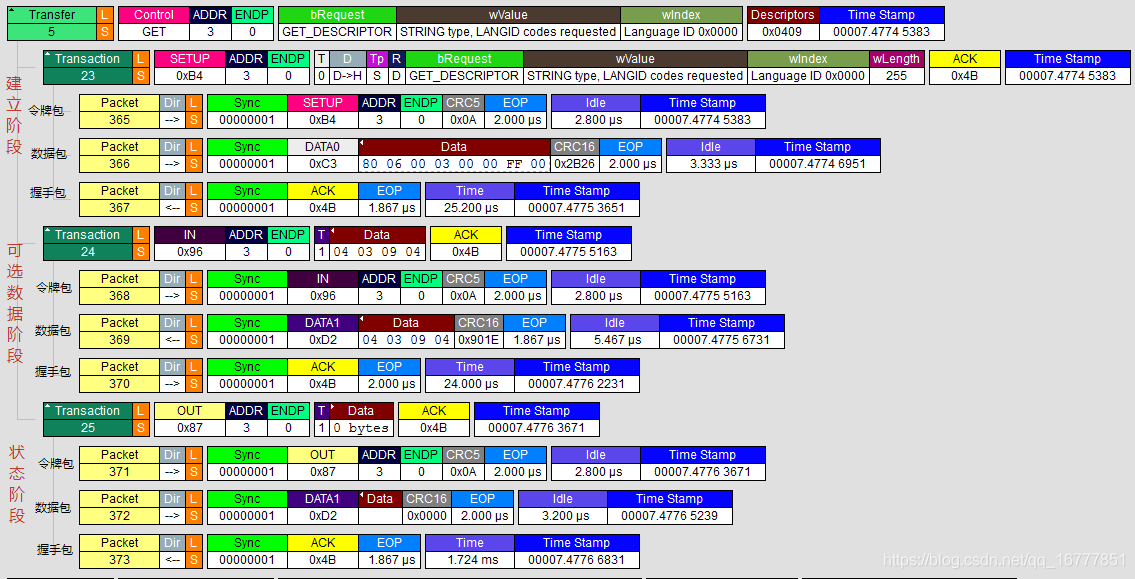 Transfer L Control ADDR ENDP bRequest wValue wIndex Descriptors Time Stamp
5 S GET 3 0 GET_DESCRIPTOR STRING type, LANGID codes requested Language ID 0x0000 0x0409 00007.4774 5383
Transaction L SETUP ADDR ENDP T D Tp R bRequest wValue wIndex wLength ACK Time Stamp
23 S 0xB4 3 0 0 D->H S D GET_DESCRIPTOR STRING type, LANGID codes requested Language ID 0x0000 255 0x4B 00007.4774 5383
建立阶段
令牌包
Packet Dir L Sync SETUP ADDR ENDP CRC5 EOP Idle Time Stamp
365 --> S 00000001 0xB4 3 0 0x0A 2.000 µs 2.800 µs 00007.4774 5383
数据包
Packet Dir L Sync DATA0 Data CRC16 EOP Idle Time Stamp
366 --> S 00000001 0xC3 80 06 00 03 00 00 FF 00 0x2B26 2.000 µs 3.333 µs 00007.4774 6951
握手包
Packet Dir L Sync ACK EOP Time Time Stamp
367 <-- S 00000001 0x4B 1.867 µs 25.200 µs 00007.4775 3651
Transaction L IN ADDR ENDP T Data ACK Time Stamp
24 S 0x96 3 0 1 04 03 09 04 0x4B 00007.4775 5163
可选数据阶段
令牌包
Packet Dir L Sync IN ADDR ENDP CRC5 EOP Idle Time Stamp
368 --> S 00000001 0x96 3 0 0x0A 2.000 µs 2.800 µs 00007.4775 5163
数据包
Packet Dir L Sync DATA1 Data CRC16 EOP Idle Time Stamp
369 <-- S 00000001 0xD2 04 03 09 04 0x901E 1.867 µs 5.467 µs 00007.4775 6731
握手包
Packet Dir L Sync ACK EOP Time Time Stamp
370 --> S 00000001 0x4B 2.000 µs 24.000 µs 00007.4776 2231
Transaction L OUT ADDR ENDP T Data ACK Time Stamp
25 S 0x87 3 0 1 0 bytes 0x4B 00007.4776 3671
状态阶段
令牌包
Packet Dir L Sync OUT ADDR ENDP CRC5 EOP Idle Time Stamp
371 --> S 00000001 0x87 3 0 0x0A 2.000 µs 2.800 µs 00007.4776 3671
数据包
Packet Dir L Sync DATA1 Data CRC16 EOP Idle Time Stamp
372 --> S 00000001 0xD2 0x0000 2.000 µs 3.200 µs 00007.4776 5239
握手包
Packet Dir L Sync ACK EOP Time Time Stamp
373 <-- S 00000001 0x4B 1.867 µs 1.724 ms 00007.4776 6831
https://blog.csdn.net/qq_16777851